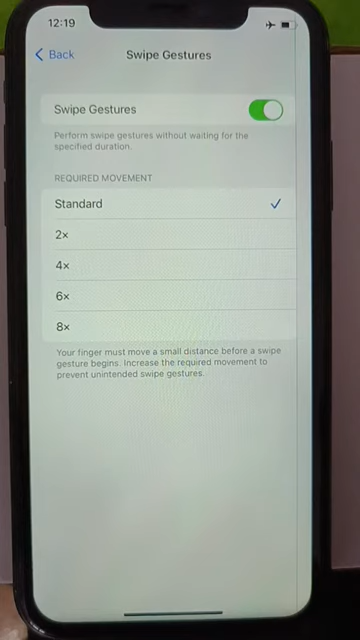 12:19
Back
Swipe Gestures
Swipe Gestures
Perform swipe gestures without waiting for the
specified duration.
REQUIRED MOVEMENT
Standard
2x
4x
6x
8x
Your finger must move a small distance before a swipe
gesture begins. Increase the required movement to
prevent unintended swipe gestures.